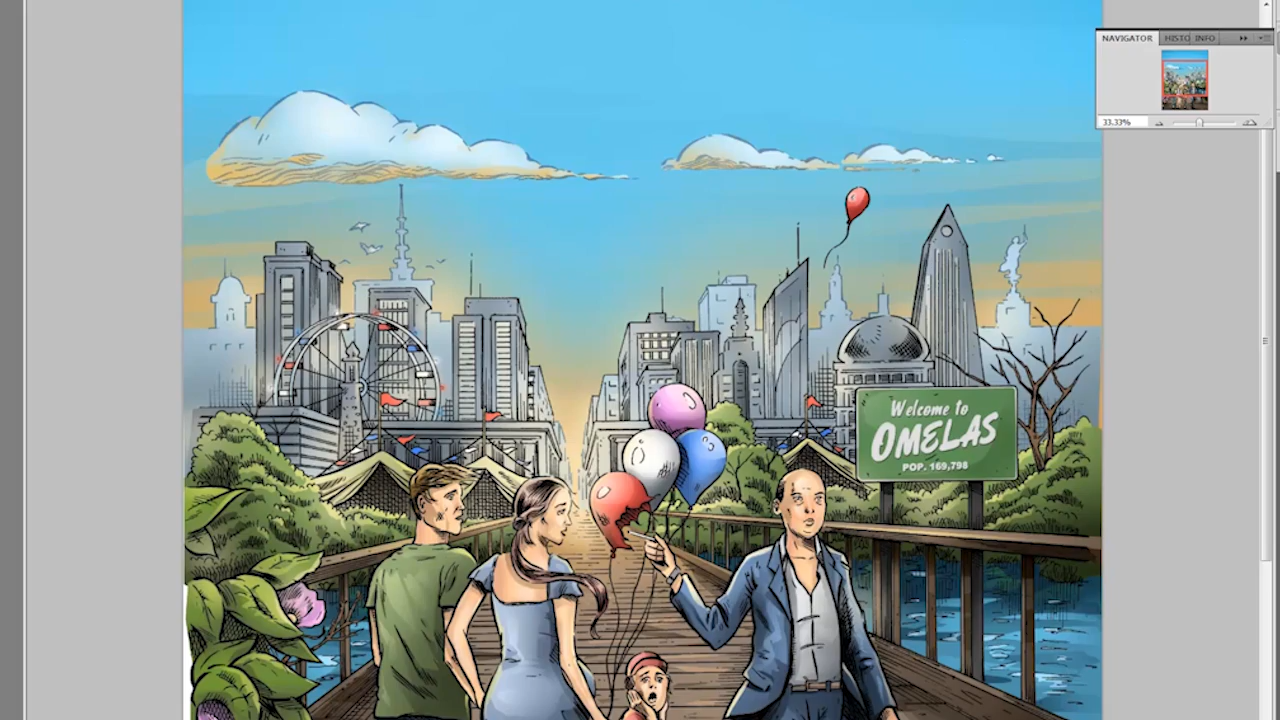 NAVIGATOR HISTO INFO
33.33%
Welcome to
OMELAS
POP. 169,798